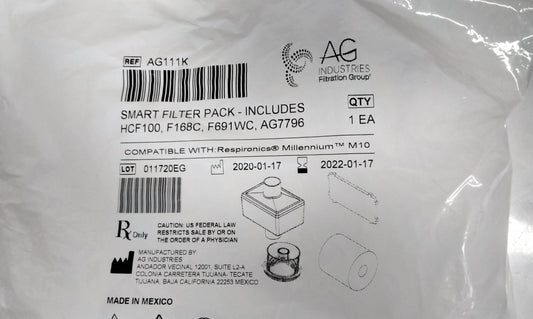 REF AG111K
AG
INDUSTRIES
Filtration Group®
SMART FILTER PACK - INCLUDES
HCF100, F168C, F691WC, AG7796
QTY
1 EA
COMPATIBLE WITH: Respironics® Millennium™ M10
LOT 011720EG
2020-01-17
2022-01-17
Rx Only
CAUTION: US FEDERAL LAW
RESTRICTS SALE BY OR ON
THE ORDER OF A PHYSICIAN
MANUFACTURED BY
AG INDUSTRIES
ANDADOR VECINAL 12001, SUITE L2-A
COLONIA CARRETERA TIJUANA- TECATE
TIJUANA, BAJA CALIFORNIA 22253 MEXICO
MADE IN MEXICO